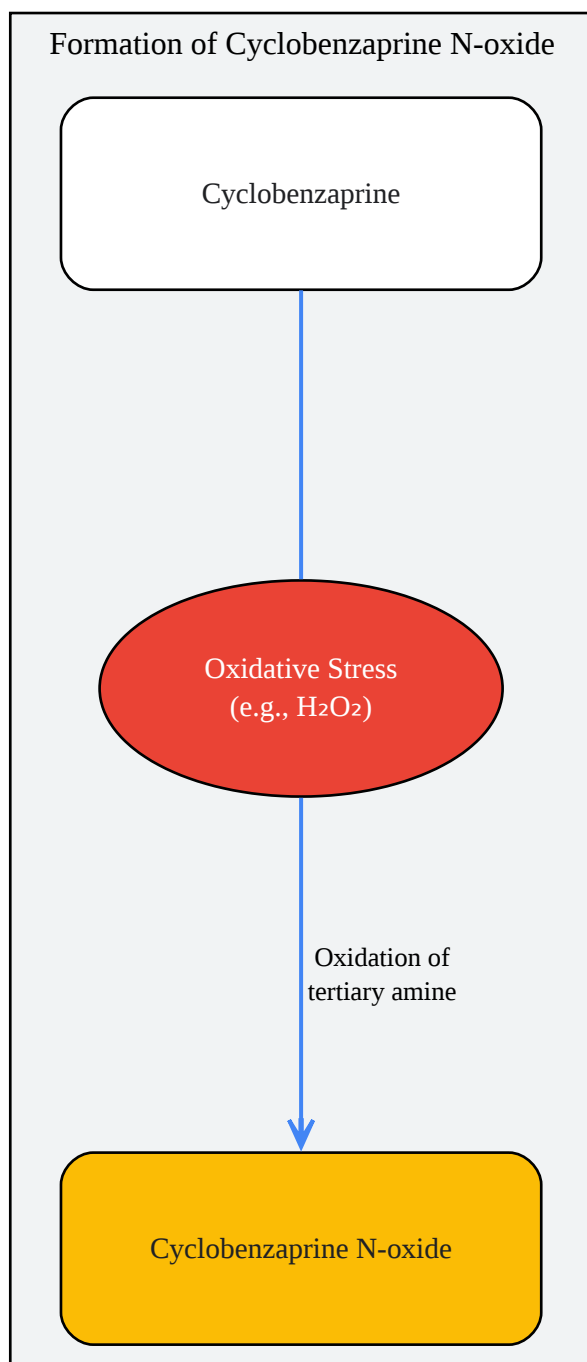 Formation of Cyclobenzaprine N-oxide
Cyclobenzaprine
Oxidative Stress
(e.g., H₂O₂)
Oxidation of
tertiary amine
Cyclobenzaprine N-oxide